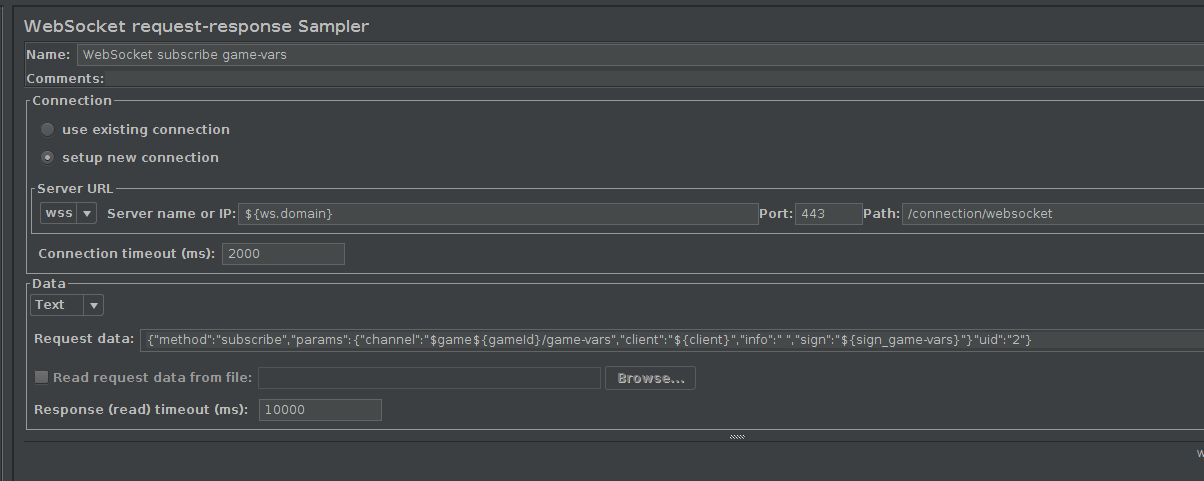 WebSocket request-response Sampler
Name: WebSocket subscribe game-vars
Comments:
Connection
use existing connection
setup new connection
Server URL
wss Server name or IP: ${ws.domain} Port: 443 Path: /connection/websocket
Connection timeout (ms): 2000
Data
Text
Request data: {"method":"subscribe","params":{"channel":"$game${gameId}/game-vars","client":"${client}","info":" ","sign":"${sign_game-vars}"}"uid":"2"}
Read request data from file: Browse...
Response (read) timeout (ms): 10000